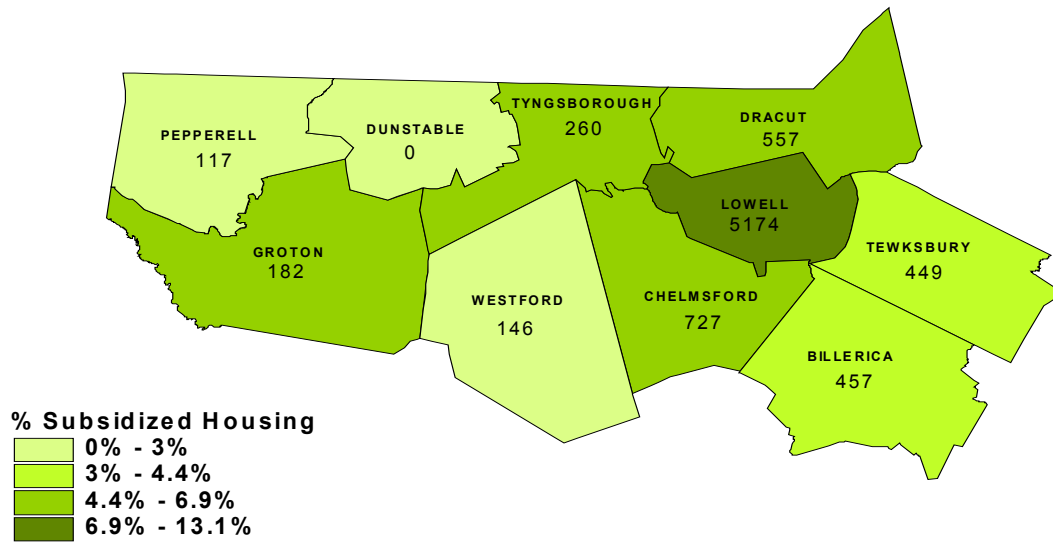 TYNGSBOROUGH
260
DRACUT
557
PEPPERELL
117
DUNSTABLE
0
LOWELL
5174
GROTON
182
TEWKSBURY
449
WESTFORD
146
CHELMSFORD
727
BILLERICA
457
% Subsidized Housing
0% - 3%
3% - 4.4%
4.4% - 6.9%
6.9% - 13.1%